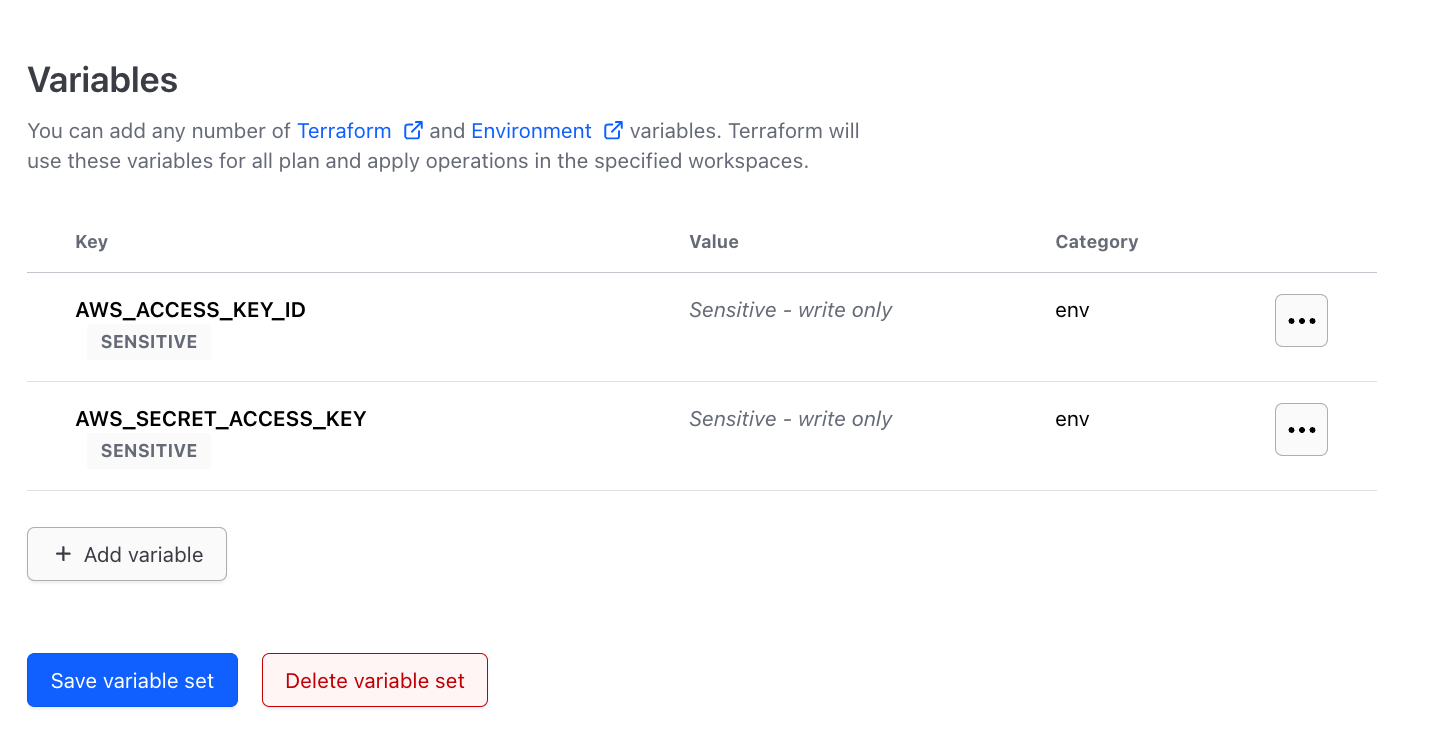 Variables
You can add any number of Terraform and Environment variables. Terraform will
use these variables for all plan and apply operations in the specified workspaces.
Key Value Category
AWS_ACCESS_KEY_ID Sensitive - write only env
SENSITIVE
AWS_SECRET_ACCESS_KEY Sensitive - write only env
SENSITIVE
+ Add variable
Save variable set Delete variable set